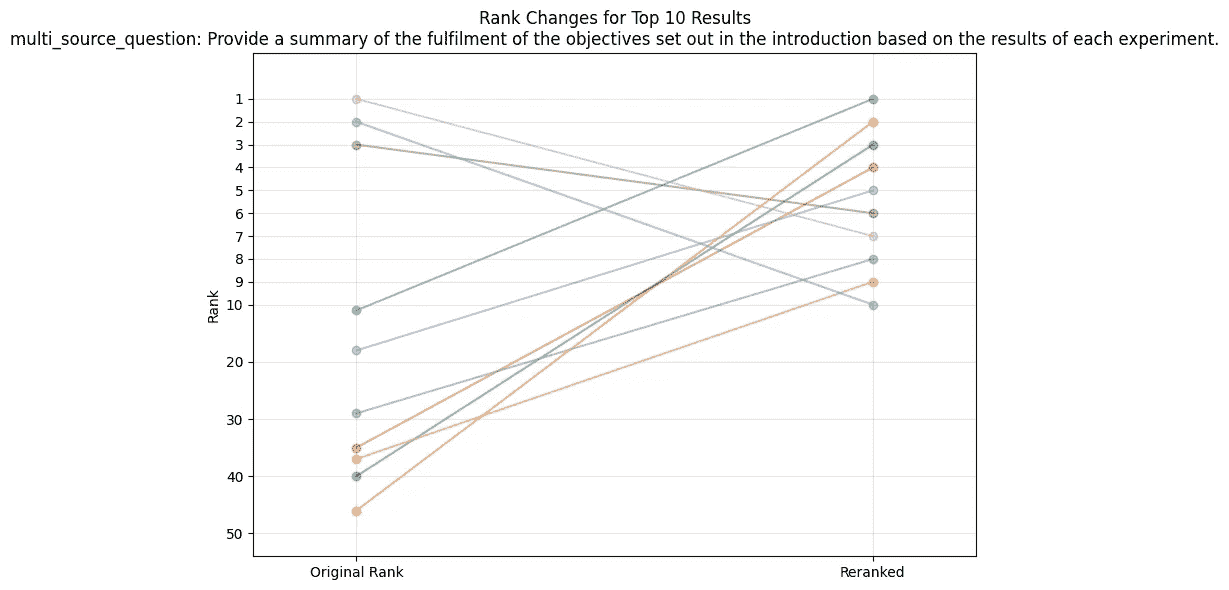 Rank Changes for Top 10 Results
multi_source_question: Provide a summary of the fulfilment of the objectives set out in the introduction based on the results of each experiment.
1
2
3
4
5
6
7
8
9
10
20
30
40
50
Rank
Original Rank
Reranked